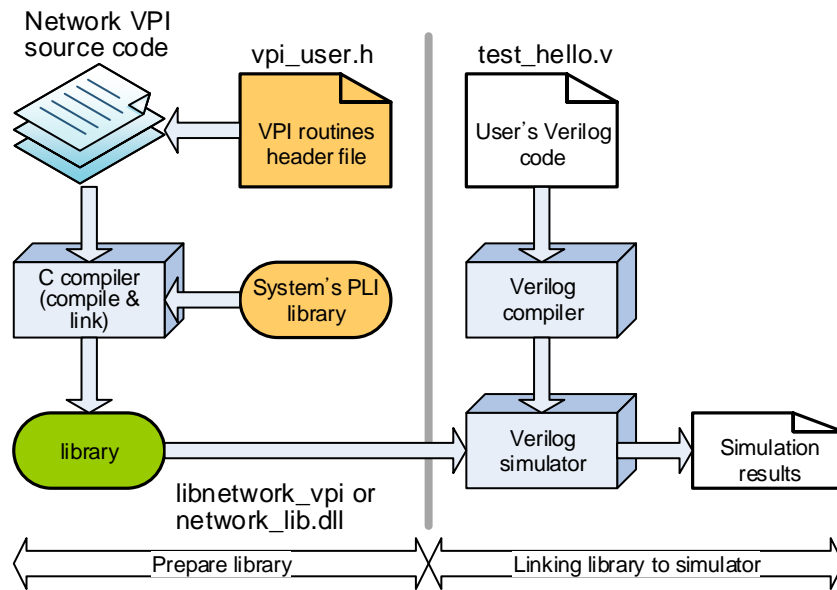 Network VPI
source code
vpi_user.h
VPI routines
header file
C compiler
(compile &
link)
System's PLI
library
library
libnetwork_vpi or
network_lib.dll
Prepare library
test_hello.v
User's Verilog
code
Verilog
compiler
Verilog
simulator
Simulation
results
Linking library to simulator